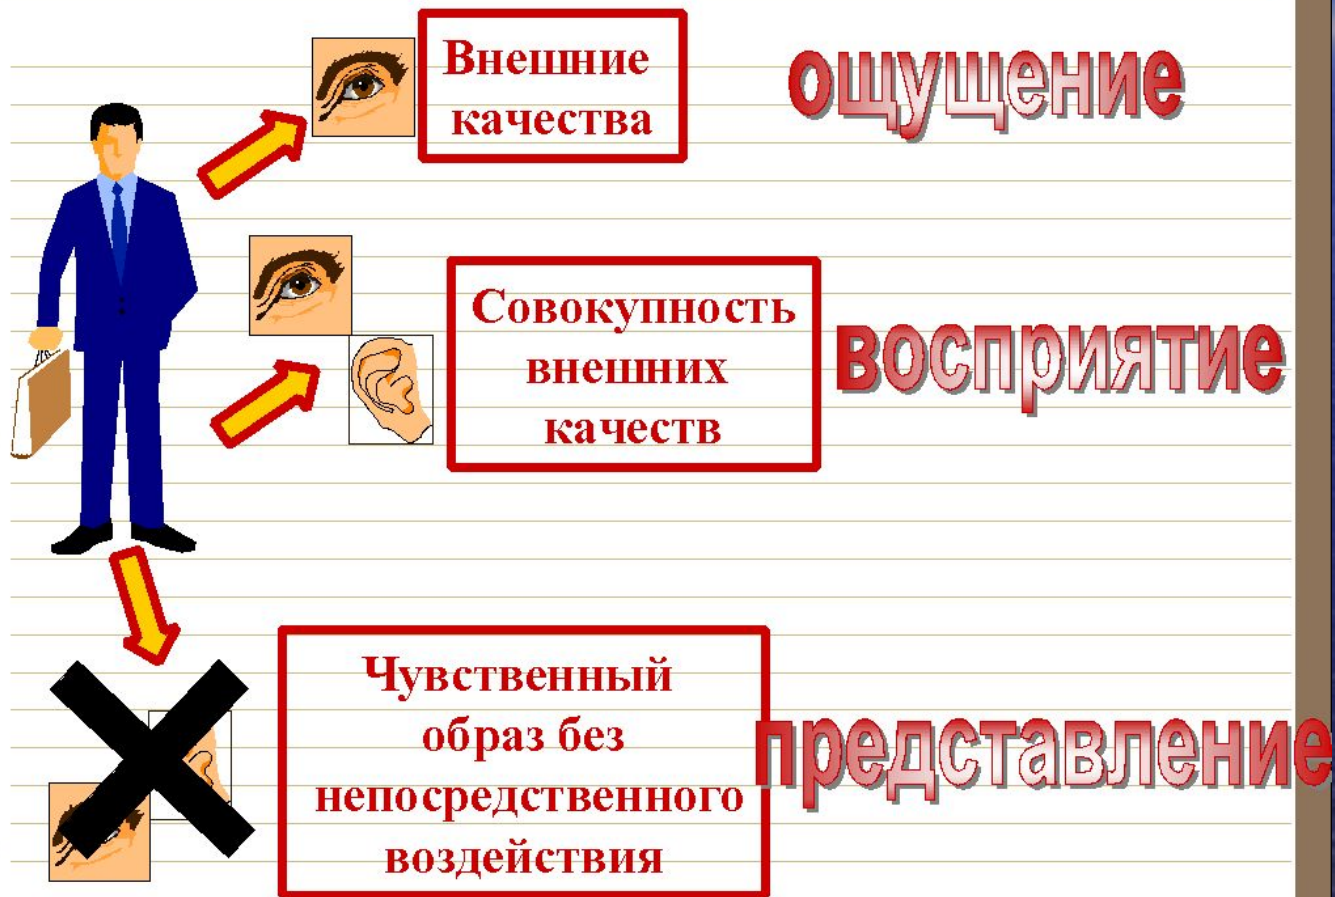 Внешние
качества
ощущение
Совокупность
внешних
качеств
восприятие
Чувственный
образ без
непосредственного
воздействия
представление